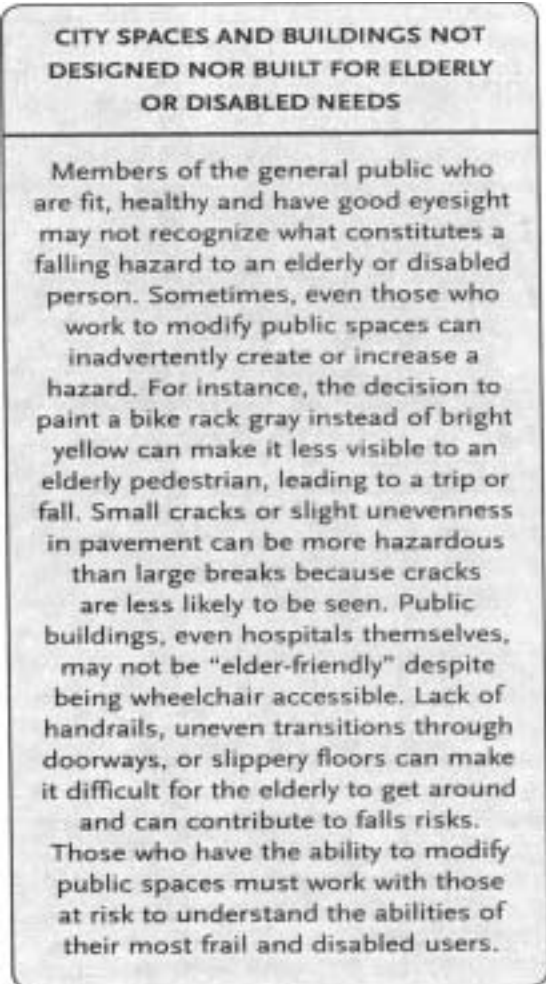 CITY SPACES AND BUILDINGS NOT
DESIGNED NOR BUILT FOR ELDERLY
OR DISABLED NEEDS
Members of the general public who
are fit, healthy and have good eyesight
may not recognize what constitutes a
falling hazard to an elderly or disabled
person. Sometimes, even those who
work to modify public spaces can
inadvertently create or increase a
hazard. For instance, the decision to
paint a bike rack gray instead of bright
yellow can make it less visible to an
elderly pedestrian, leading to a trip or
fall. Small cracks or slight unevenness
in pavement can be more hazardous
than large breaks because cracks
are less likely to be seen. Public
buildings, even hospitals themselves,
may not be “elder-friendly” despite
being wheelchair accessible. Lack of
handrails, uneven transitions through
doorways, or slippery floors can make
it difficult for the elderly to get around
and can contribute to falls risks.
Those who have the ability to modify
public spaces must work with those
at risk to understand the abilities of
their most frail and disabled users.